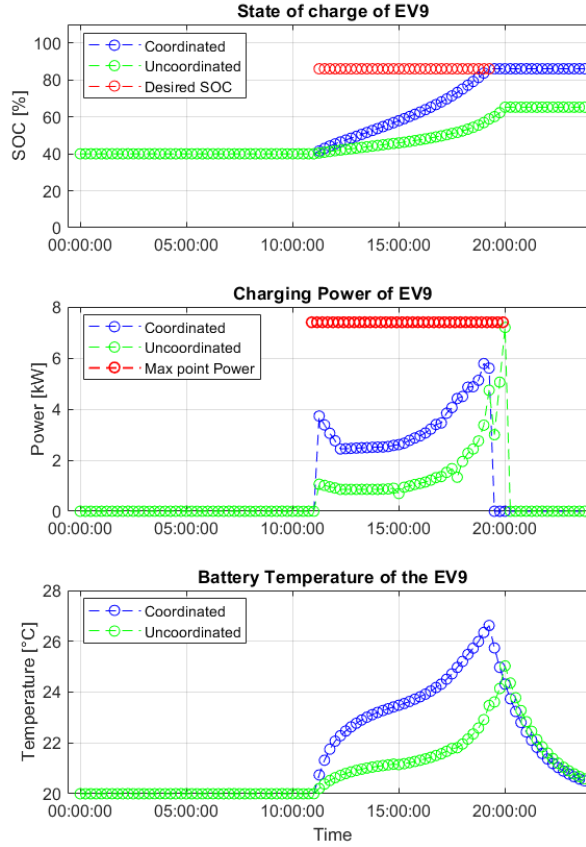 State of charge of EV9
100
80
60
40
20
0
SOC [%]
Coordinated
Uncoordinated
Desired SOC
00:00:00 05:00:00 10:00:00 15:00:00 20:00:00
Charging Power of EV9
8
6
4
2
0
Power [kW]
Coordinated
Uncoordinated
Max point Power
00:00:00 05:00:00 10:00:00 15:00:00 20:00:00
Battery Temperature of the EV9
28
26
24
22
20
Temperature [°C]
Coordinated
Uncoordinated
00:00:00 05:00:00 10:00:00 15:00:00 20:00:00
Time